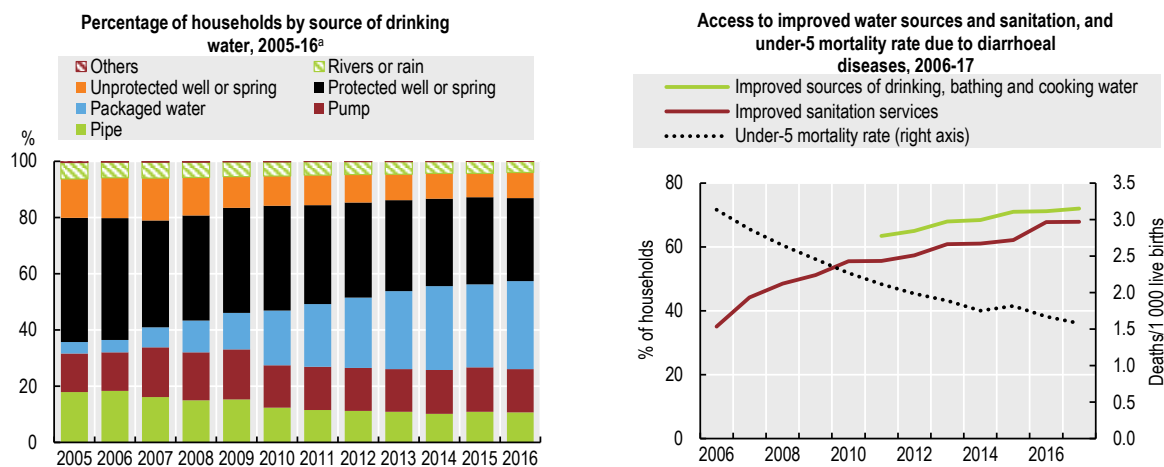 Percentage of households by source of drinking
water, 2005-16ª
Others
Rivers or rain
Unprotected well or spring
Protected well or spring
Packaged water
Pump
Pipe
%
100
80
60
40
20
0
2005 2006 2007 2008 2009 2010 2011 2012 2013 2014 2015 2016
Access to improved water sources and sanitation, and
under-5 mortality rate due to diarrhoeal
diseases, 2006-17
Improved sources of drinking, bathing and cooking water
Improved sanitation services
Under-5 mortality rate (right axis)
% of households
80
60
40
20
0
2006 2008 2010 2012 2014 2016
3.5
3.0
2.5
2.0
1.5
1.0
0.5
0.0
Deaths/1 000 live births